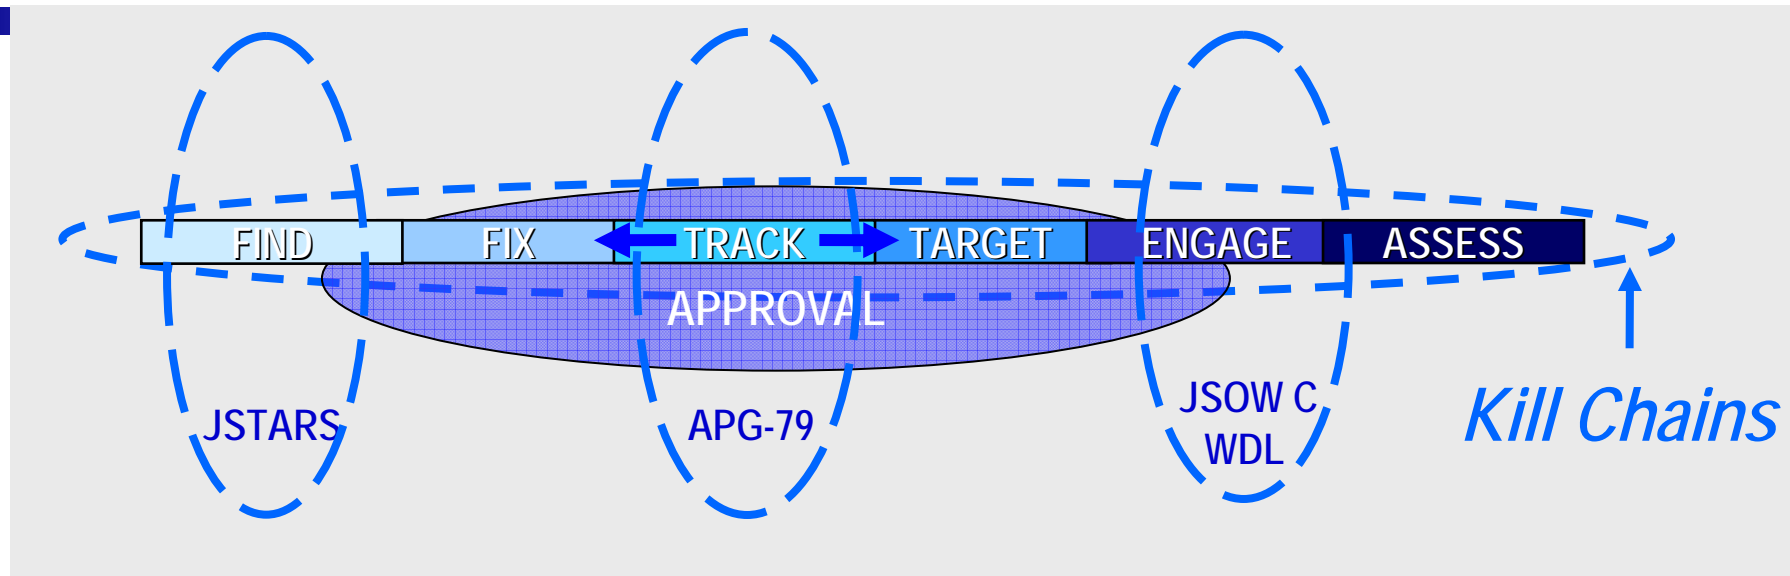 FIND FIX TRACK TARGET ENGAGE ASSESS
APPROVAL
JSTARS
APG-79
JSOW C
WDL
Kill Chains